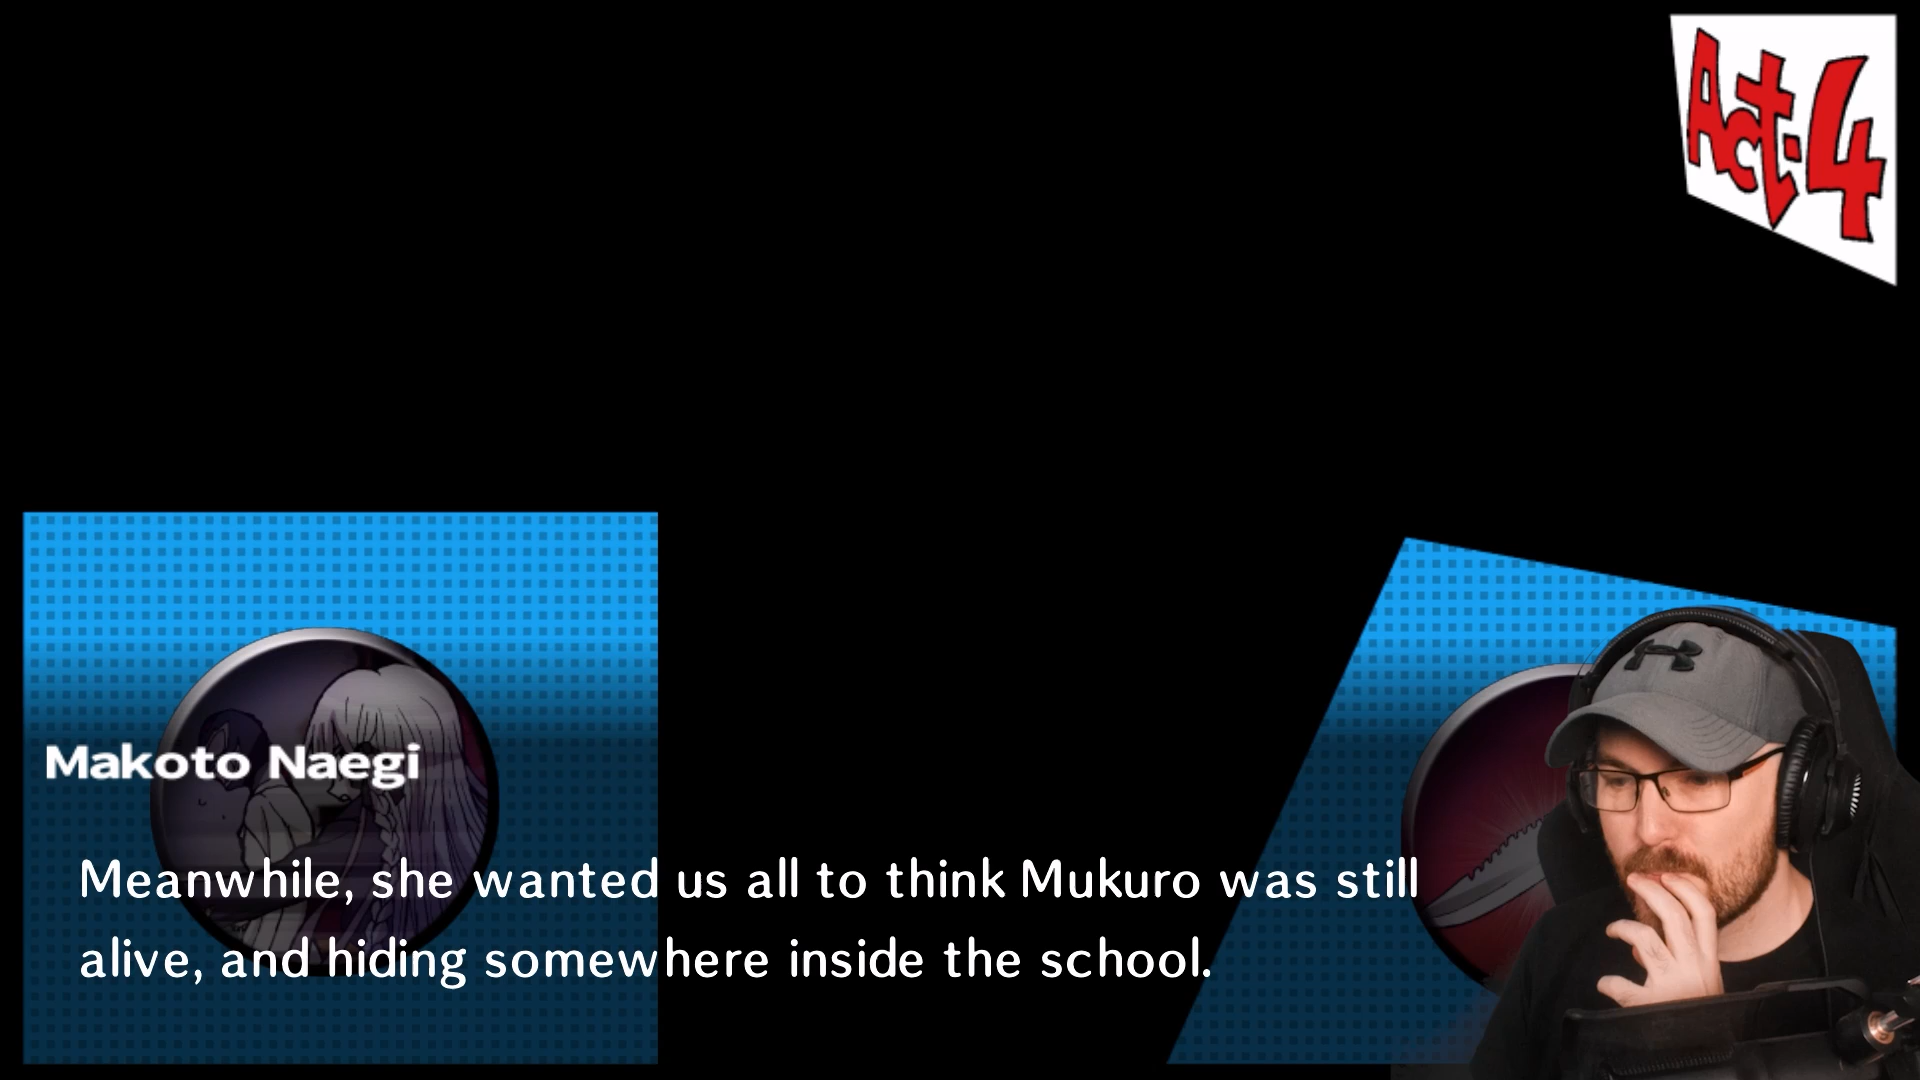 Act.4
Makoto Naegi
Meanwhile, she wanted us all to think Mukuro was still
alive, and hiding somewhere inside the school.